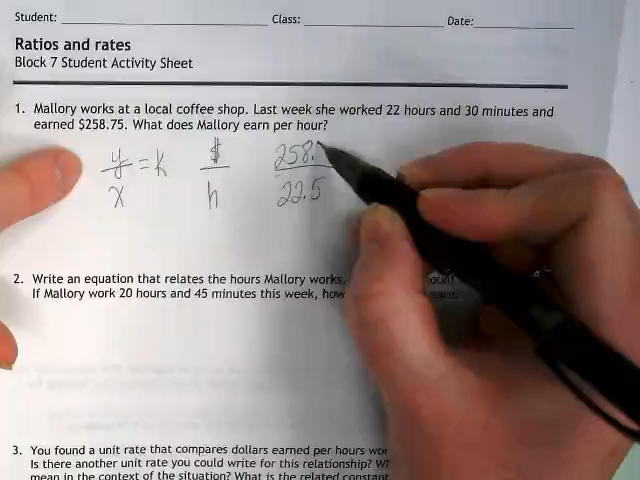 Student: Class: Date:
Ratios and rates
Block 7 Student Activity Sheet
1. Mallory works at a local coffee shop. Last week she worked 22 hours and 30 minutes and
earned $258.75. What does Mallory earn per hour?
y/x = k $/h 258./22.5
2. Write an equation that relates the hours Mallory works,
If Mallory work 20 hours and 45 minutes this week, how
3. You found a unit rate that compares dollars earned per hours
Is there another unit rate you could write for this relationship?
mean in the context of the situation? What is the related constant